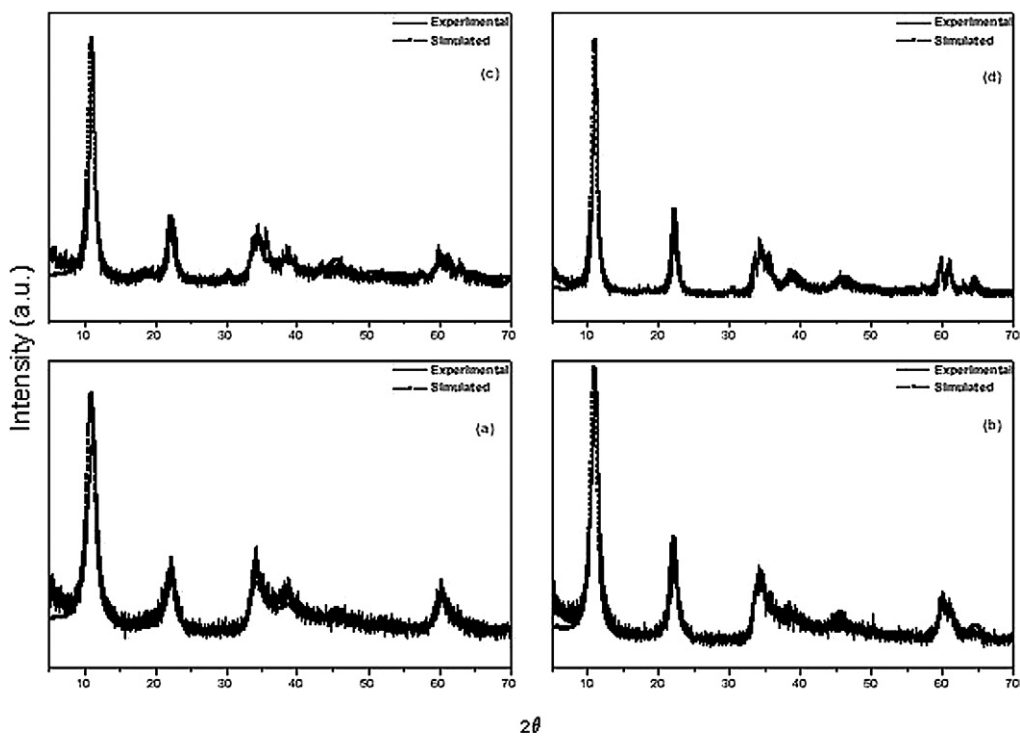 Experimental
Simulated
(c)
10 20 30 40 50 60 70
Experimental
Simulated
(d)
10 20 30 40 50 60 70
Experimental
Simulated
(a)
10 20 30 40 50 60 70
Experimental
Simulated
(b)
10 20 30 40 50 60 70
Intensity (a.u.)
2θ